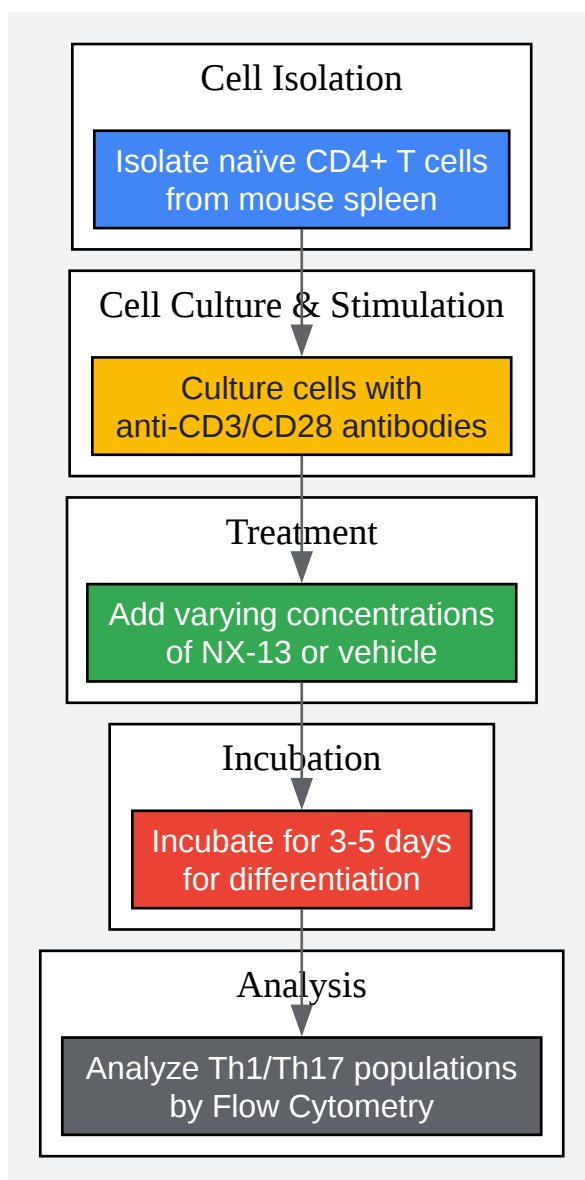 Cell Isolation
Isolate naïve CD4+ T cells
from mouse spleen
Cell Culture & Stimulation
Culture cells with
anti-CD3/CD28 antibodies
Treatment
Add varying concentrations
of NX-13 or vehicle
Incubation
Incubate for 3-5 days
for differentiation
Analysis
Analyze Th1/Th17 populations
by Flow Cytometry